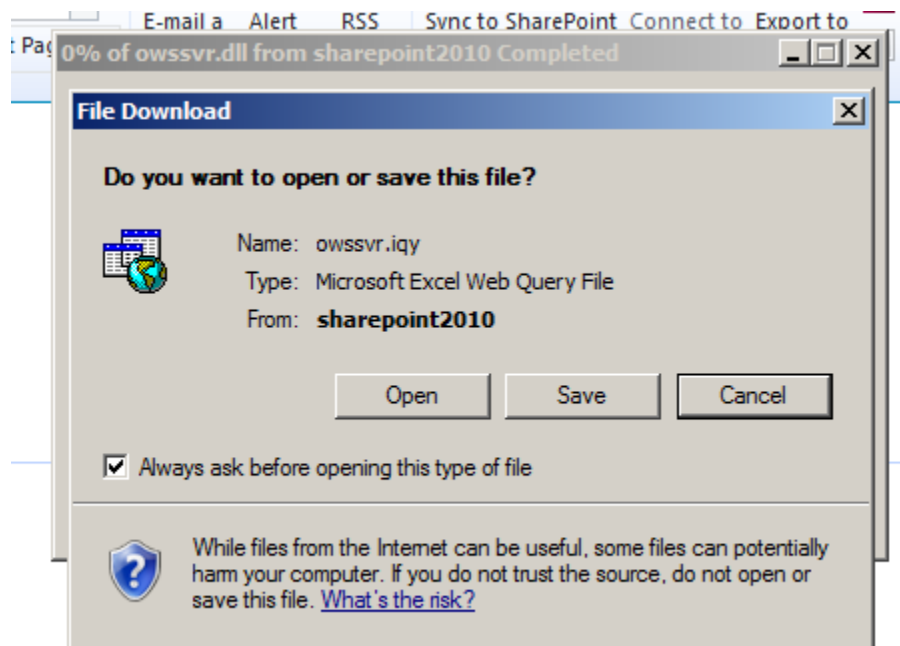 E-mail a Alert RSS Sync to SharePoint Connect to Export to
t Pag
0% of owssvr.dll from sharepoint2010 Completed
File Download
Do you want to open or save this file?
Name: owssvr.iqy
Type: Microsoft Excel Web Query File
From: sharepoint2010
Open Save Cancel
Always ask before opening this type of file
While files from the Internet can be useful, some files can potentially
harm your computer. If you do not trust the source, do not open or
save this file. What's the risk?